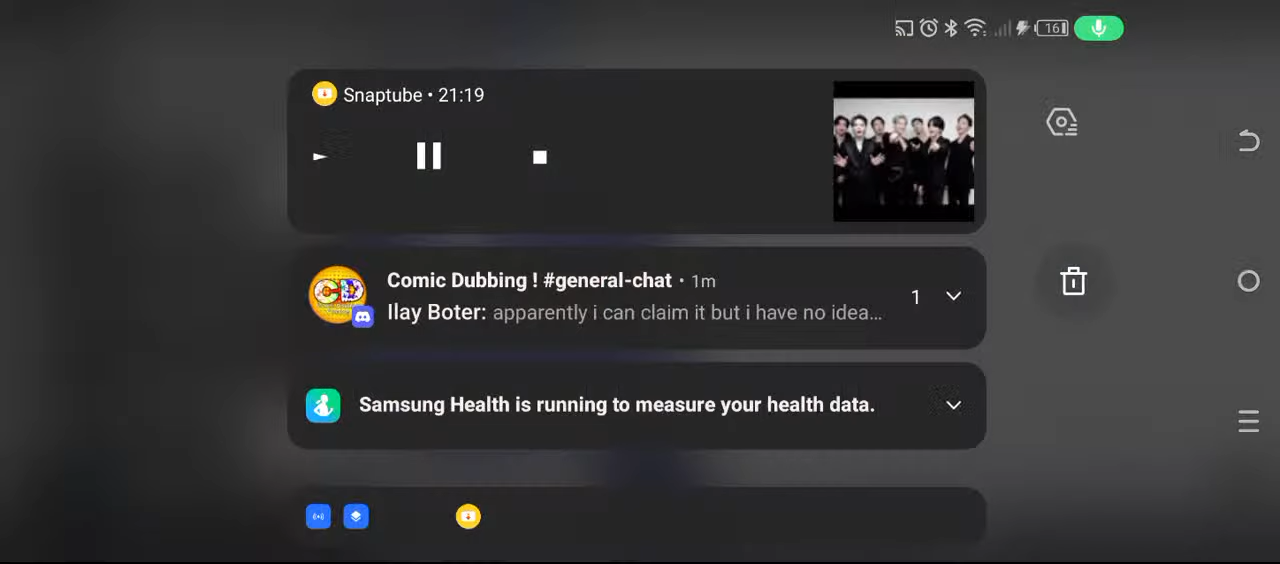 16
Snaptube • 21:19
Comic Dubbing ! #general-chat • 1m
Ilay Boter: apparently i can claim it but i have no idea…
1
Samsung Health is running to measure your health data.